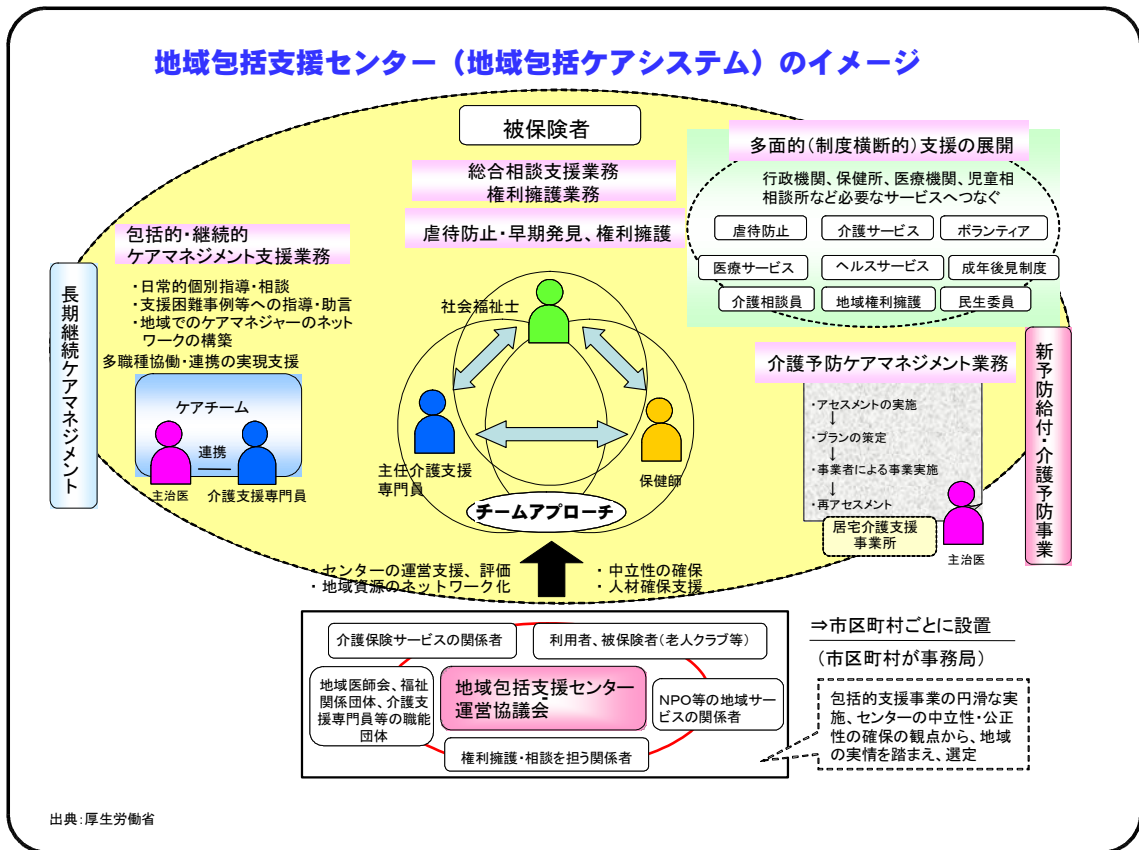 地域包括支援センター（地域包括ケアシステム）のイメージ
被保険者
総合相談支援業務
権利擁護業務
虐待防止・早期発見、権利擁護
多面的（制度横断的）支援の展開
行政機関、保健所、医療機関、児童相
相談所など必要なサービスへつなぐ
虐待防止
介護サービス
ボランティア
医療サービス
ヘルスサービス
成年後見制度
介護相談員
地域権利擁護
民生委員
包括的・継続的
ケアマネジメント支援業務
・日常的個別指導・相談
・支援困難事例等への指導・助言
・地域でのケアマネジャーのネット
ワークの構築
多職種協働・連携の実現支援
ケアチーム
連携
主治医
介護支援専門員
長期継続ケアマネジメント
社会福祉士
主任介護支援
専門員
保健師
チームアプローチ
介護予防ケアマネジメント業務
・アセスメントの実施
↓
・プランの策定
↓
・事業者による事業実施
↓
・再アセスメント
居宅介護支援
事業所
主治医
新予防給付・介護予防事業
・センターの運営支援、評価
・地域資源のネットワーク化
・中立性の確保
・人材確保支援
介護保険サービスの関係者
利用者、被保険者（老人クラブ等）
地域医師会、福祉
関係団体、介護支
援専門員等の職能
団体
地域包括支援センター
運営協議会
NPO等の地域サー
ビスの関係者
権利擁護・相談を担う関係者
⇒市区町村ごとに設置
（市区町村が事務局）
包括的支援事業の円滑な実
施、センターの中立性・公正
性の確保の観点から、地域
の実情を踏まえ、選定
出典：厚生労働省